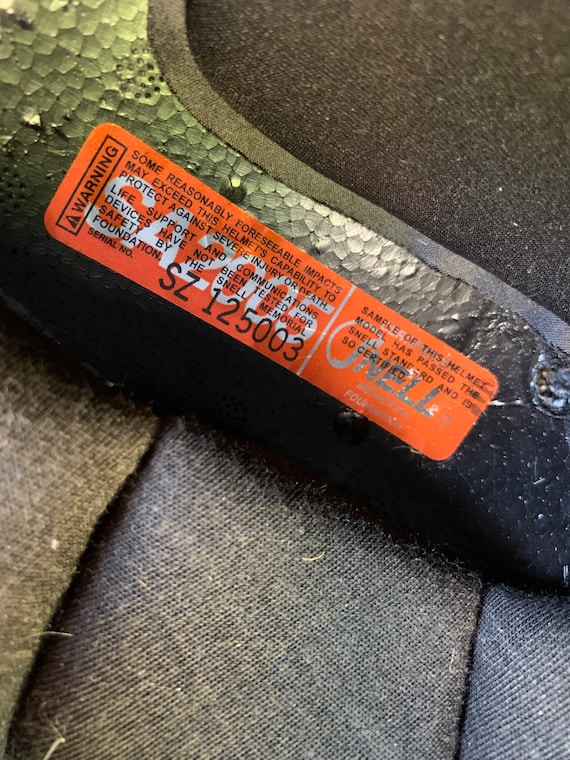 WARNING
SOME REASONABLY FORESEEABLE IMPACTS
MAY EXCEED THIS HELMET'S CAPABILITY TO
PROTECT AGAINST SEVERE INJURY OR DEATH.
LIFE SUPPORT AND COMMUNICATIONS
DEVICES HAVE NOT BEEN TESTED FOR
SAFETY BY THE SNELL MEMORIAL
FOUNDATION.
SERIAL NO.
SZ 125003
SAMPLE OF THIS HELMET
MODEL HAS PASSED THE
SNELL STANDARD AND IS
SO CERTIFIED
SNELL
FOUNDATION